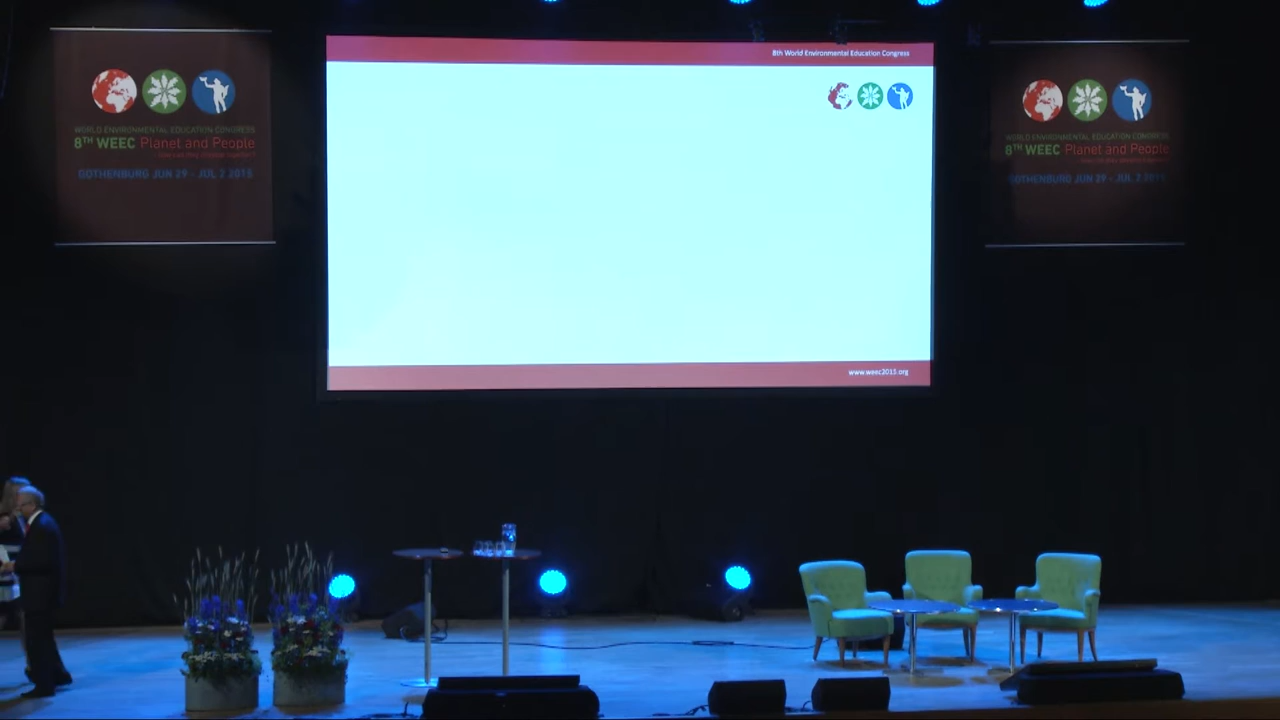 WORLD ENVIRONMENTAL EDUCATION CONGRESS
8TH WEEC Planet and People
GOTHENBURG JUN 29 - JUL 2 2015
8th World Environmental Education Congress
www.weec2015.org
WORLD ENVIRONMENTAL EDUCATION CONGRESS
8TH WEEC Planet and People
GOTHENBURG JUN 29 - JUL 2 2015